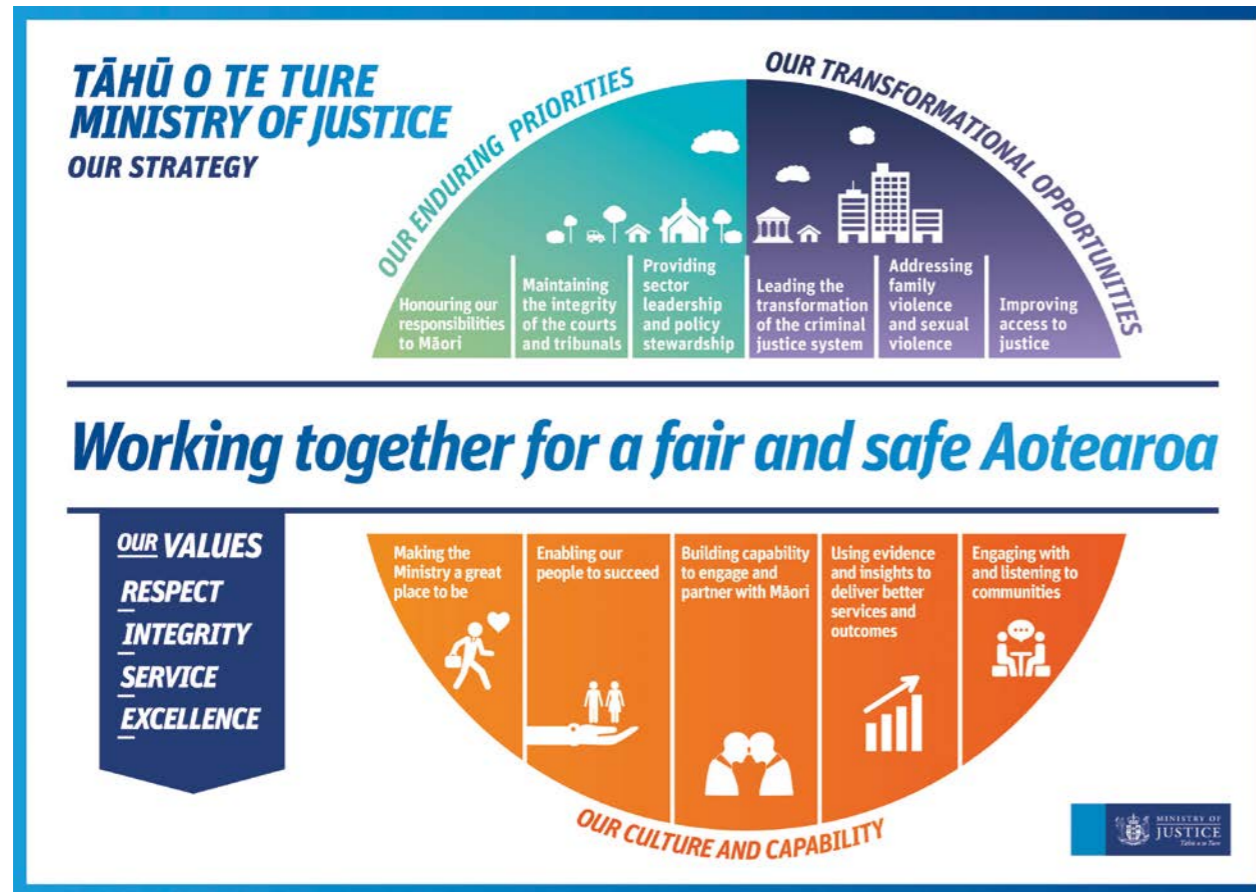 TĀHŪ O TE TURE
MINISTRY OF JUSTICE
OUR STRATEGY
OUR ENDURING PRIORITIES
OUR TRANSFORMATIONAL OPPORTUNITIES
Honouring our
responsibilities
to Māori
Maintaining
the integrity
of the courts
and tribunals
Providing
sector
leadership
and policy
stewardship
Leading the
transformation
of the criminal
justice system
Addressing
family
violence
and sexual
violence
Improving
access to
justice
Working together for a fair and safe Aotearoa
OUR VALUES
RESPECT
INTEGRITY
SERVICE
EXCELLENCE
Making the
Ministry a great
place to be
Enabling our
people to succeed
Building capability
to engage and
partner with Māori
Using evidence
and insights to
deliver better
services and
outcomes
Engaging with
and listening to
communities
OUR CULTURE AND CAPABILITY
MINISTRY OF
JUSTICE
Tāhū o te Ture